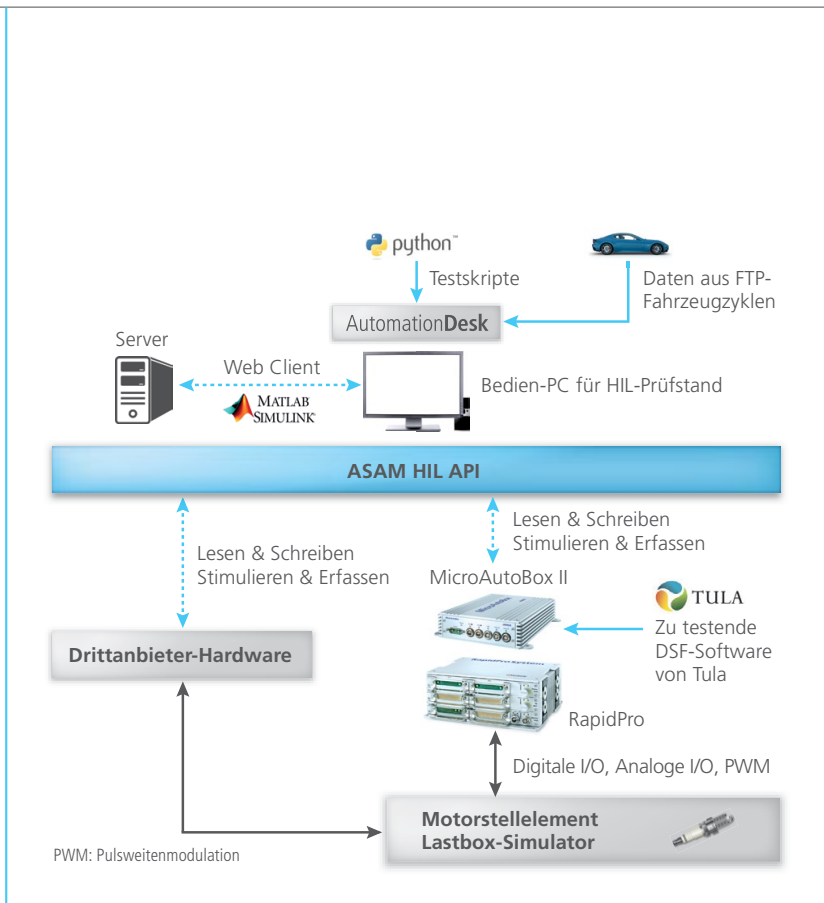 python™
Testskripte
Daten aus FTP-
Fahrzeugzyklen
AutomationDesk
Server
Web Client
MATLAB
SIMULINK
Bedien-PC für HIL-Prüfstand
ASAM HIL API
Lesen & Schreiben
Stimulieren & Erfassen
Lesen & Schreiben
Stimulieren & Erfassen
MicroAutoBox II
TULA
Zu testende
DSF-Software
von Tula
Drittanbieter-Hardware
RapidPro
Digitale I/O, Analoge I/O, PWM
Motorstellelement
Lastbox-Simulator
PWM: Pulsweitenmodulation